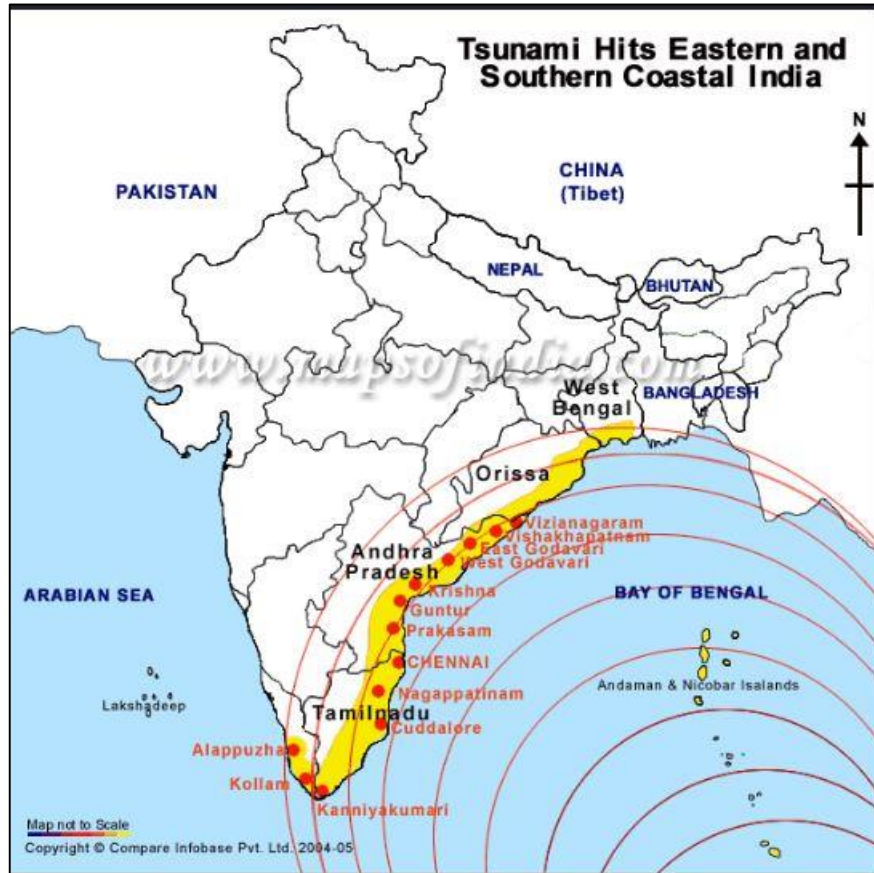 Tsunami Hits Eastern and
Southern Coastal India
N
CHINA
(Tibet)
PAKISTAN
NEPAL
BHUTAN
www.mapsofindia.com
West
Bengal
BANGLADESH
Orissa
Vizianagaram
Vishakhapatnam
East Godavari
West Godavari
Andhra
Pradesh
Krishna
Guntur
ARABIAN SEA
BAY OF BENGAL
Prakasam
CHENNAI
Andaman & Nicobar Isalands
Nagappatinam
Lakshadeep
Tamilnadu
Cuddalore
Alappuzha
Kollam
Kanniyakumari
Map not to Scale
Copyright © Compare Infobase Pvt. Ltd. 2004-05